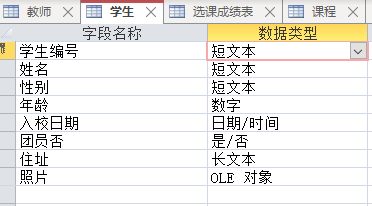 教师 学生 选课成绩表 课程
字段名称 数据类型
学生编号 短文本
姓名 短文本
性别 短文本
年龄 数字
入校日期 日期/时间
团员否 是/否
住址 长文本
照片 OLE 对象